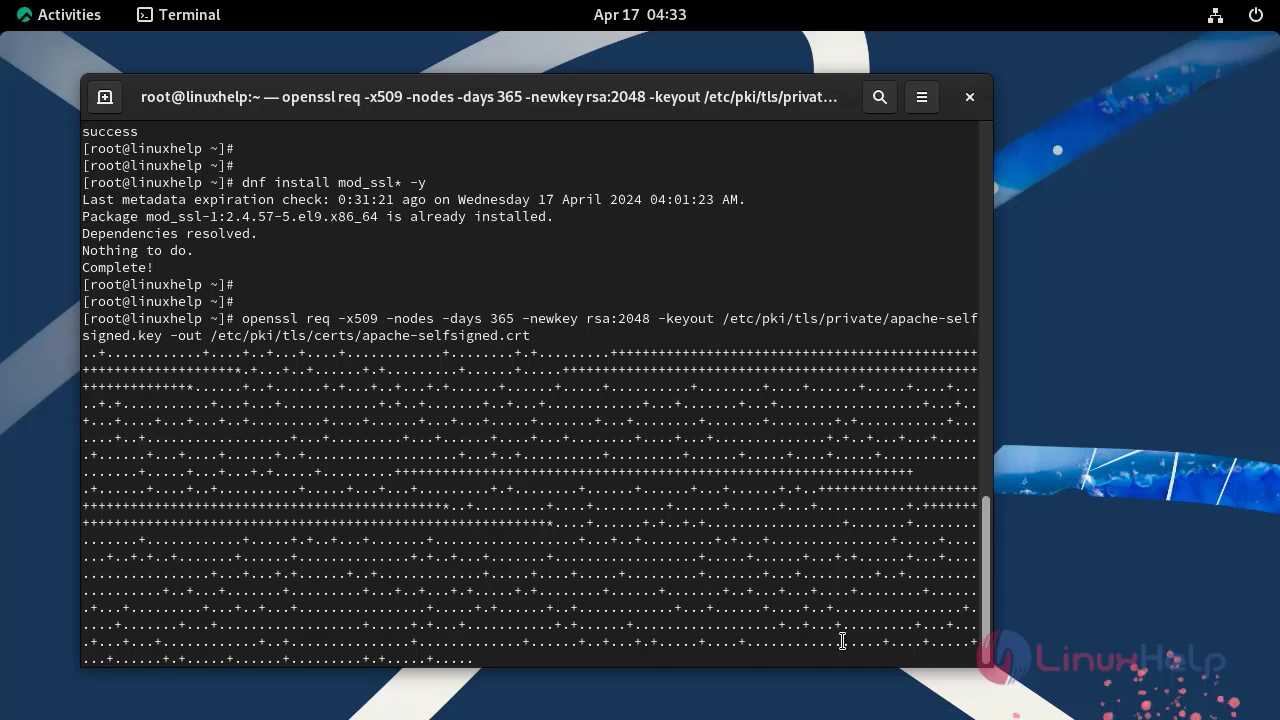 Activities
Terminal
Apr 17 04:33
root@linuxhelp:~ — openssl req -x509 -nodes -days 365 -newkey rsa:2048 -keyout /etc/pki/tls/privat…
success
[root@linuxhelp ~]#
[root@linuxhelp ~]#
[root@linuxhelp ~]# dnf install mod_ssl* -y
Last metadata expiration check: 0:31:21 ago on Wednesday 17 April 2024 04:01:23 AM.
Package mod_ssl-1:2.4.57-5.el9.x86_64 is already installed.
Dependencies resolved.
Nothing to do.
Complete!
[root@linuxhelp ~]#
[root@linuxhelp ~]#
[root@linuxhelp ~]# openssl req -x509 -nodes -days 365 -newkey rsa:2048 -keyout /etc/pki/tls/private/apache-self
signed.key -out /etc/pki/tls/certs/apache-selfsigned.crt
LinuxHelp